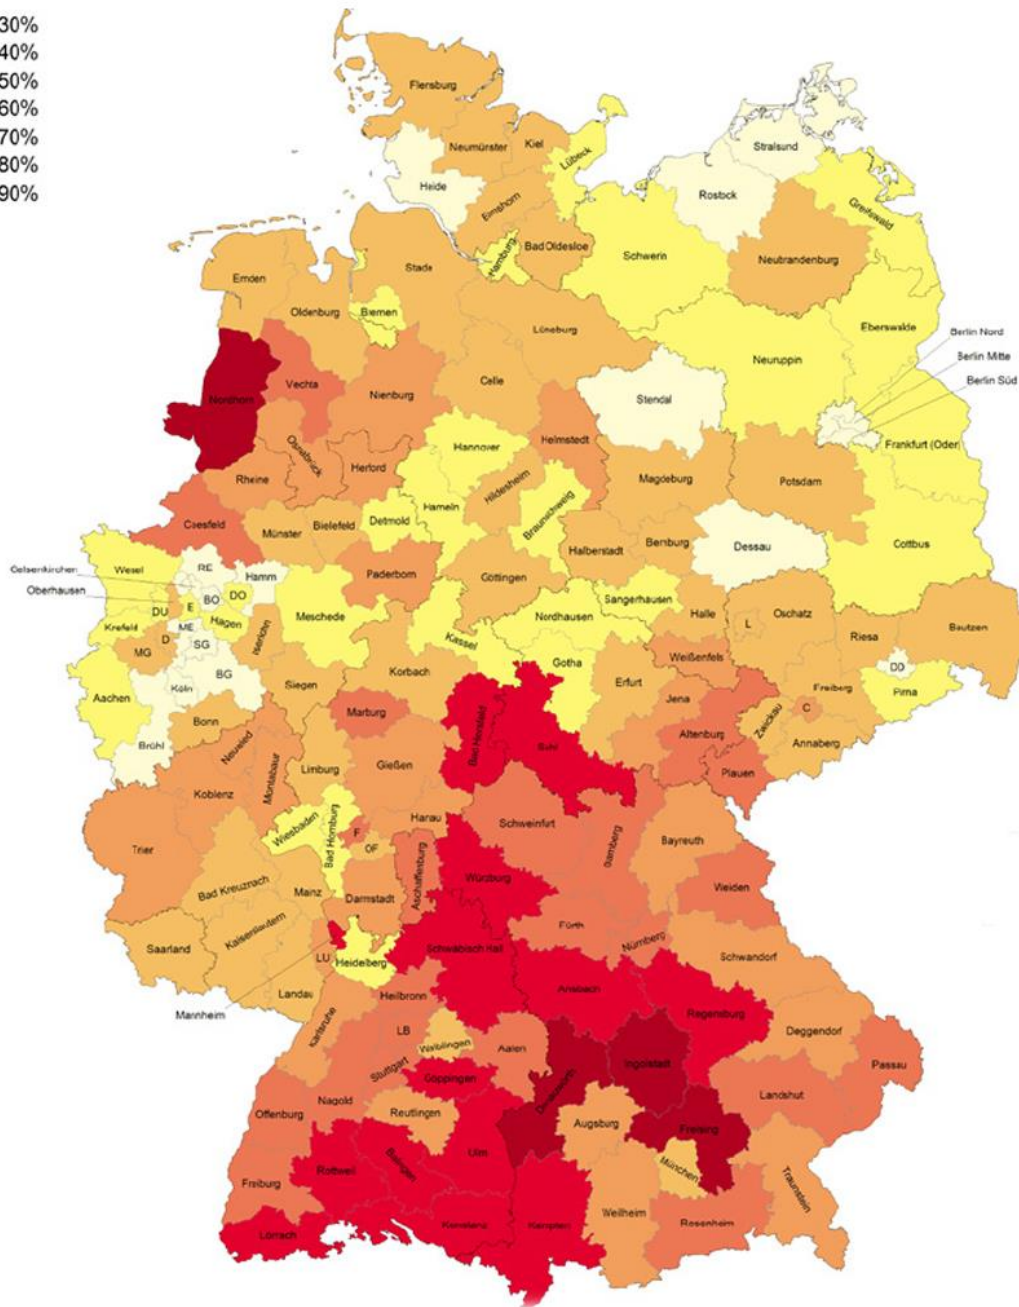 30%
40%
50%
60%
70%
80%
90%
Flensburg
Neumünster
Kiel
Lübeck
Heide
Elmshorn
Hamburg
Bad Oldesloe
Stralsund
Rostock
Greifswald
Schwerin
Neubrandenburg
Emden
Stade
Oldenburg
Bremen
Lüneburg
Eberswalde
Neuruppin
Berlin Nord
Berlin Mitte
Berlin Süd
Nordhorn
Vechta
Nienburg
Celle
Stendal
Frankfurt (Oder)
Hannover
Helmstedt
Osnabrück
Rheine
Herford
Hildesheim
Magdeburg
Potsdam
Coesfeld
Münster
Bielefeld
Detmold
Hameln
Braunschweig
Halberstadt
Bernburg
Dessau
Cottbus
Gelsenkirchen
Wesel
RE
Hamm
Paderborn
Göttingen
Oberhausen
DU
E
BO
DO
Krefeld
ME
Hagen
Iserlohn
Meschede
Kassel
Nordhausen
Sangerhausen
Halle
L
Oschatz
Riesa
Bautzen
MG
D
SG
Köln
BG
Aachen
Siegen
Korbach
Gotha
Erfurt
Weißenfels
Jena
DD
Pirna
Freiberg
Bonn
Brühl
Marburg
Bad Hersfeld
Suhl
Altenburg
Zwickau
C
Annaberg
Plauen
Neuwied
Montabaur
Limburg
Gießen
Koblenz
Trier
Wiesbaden
Bad Homburg
F
OF
Hanau
Schweinfurt
Bamberg
Bayreuth
Bad Kreuznach
Mainz
Darmstadt
Aschaffenburg
Würzburg
Weiden
Saarland
Kaiserslautern
LU
Heidelberg
Schwäbisch Hall
Fürth
Nürnberg
Schwandorf
Landau
Mannheim
Heilbronn
Ansbach
Regensburg
Karlsruhe
LB
Waiblingen
Aalen
Deggendorf
Stuttgart
Göppingen
Donauwörth
Ingolstadt
Passau
Landshut
Nagold
Offenburg
Reutlingen
Augsburg
Freising
Rottweil
Balingen
Ulm
München
Freiburg
Traunstein
Lörrach
Konstanz
Kempten
Weilheim
Rosenheim